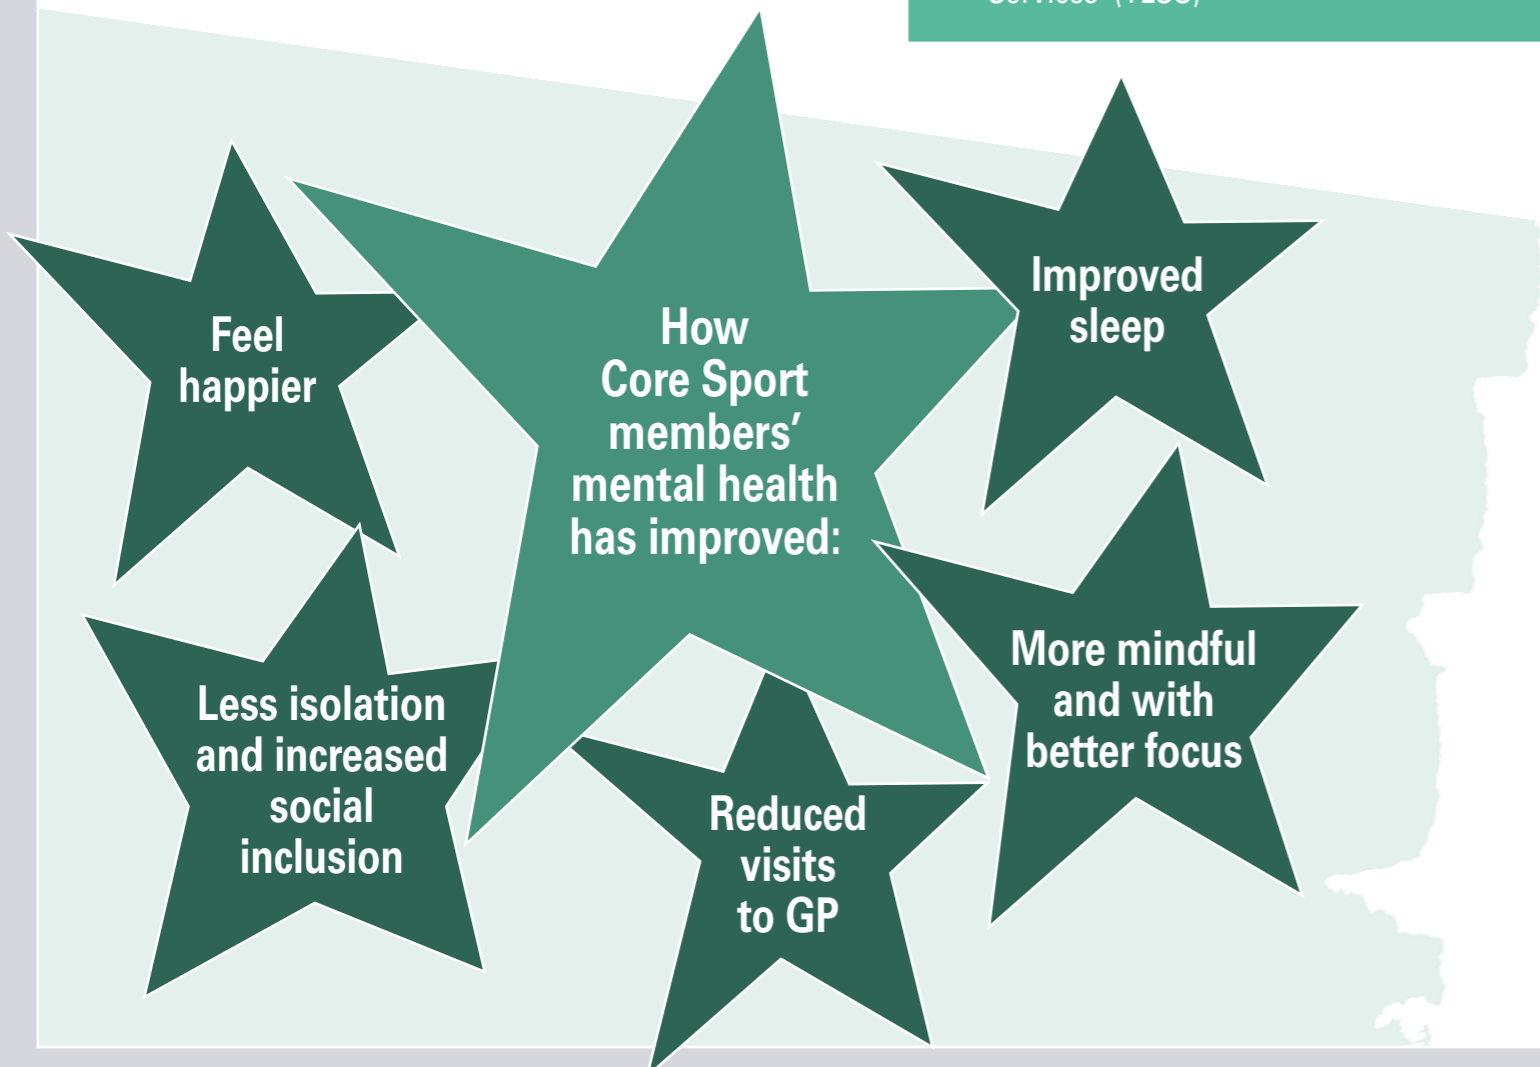 How
Core Sport
members’
mental health
has improved:
Feel
happier
Improved
sleep
Less isolation
and increased
social
inclusion
Reduced
visits
to GP
More mindful
and with
better focus